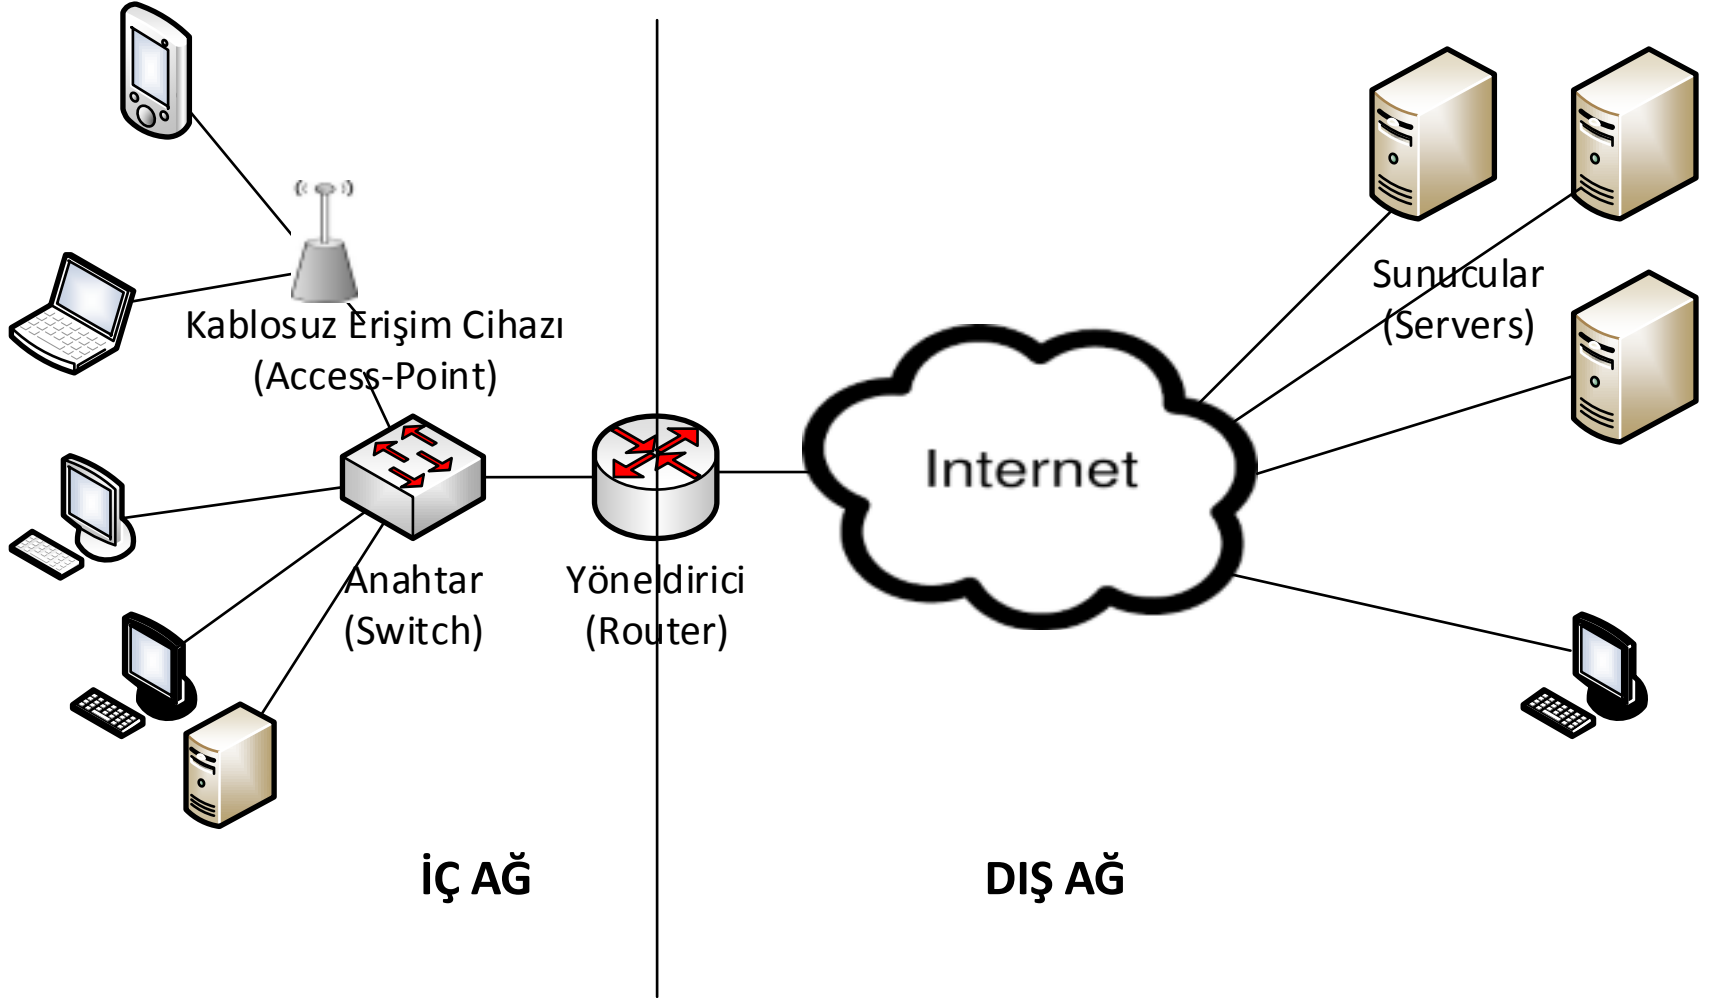 Kablosuz Erişim Cihazı
(Access-Point)
Anahtar
(Switch)
Yöneldirici
(Router)
Internet
Sunucular
(Servers)
İÇ AĞ
DIŞ AĞ